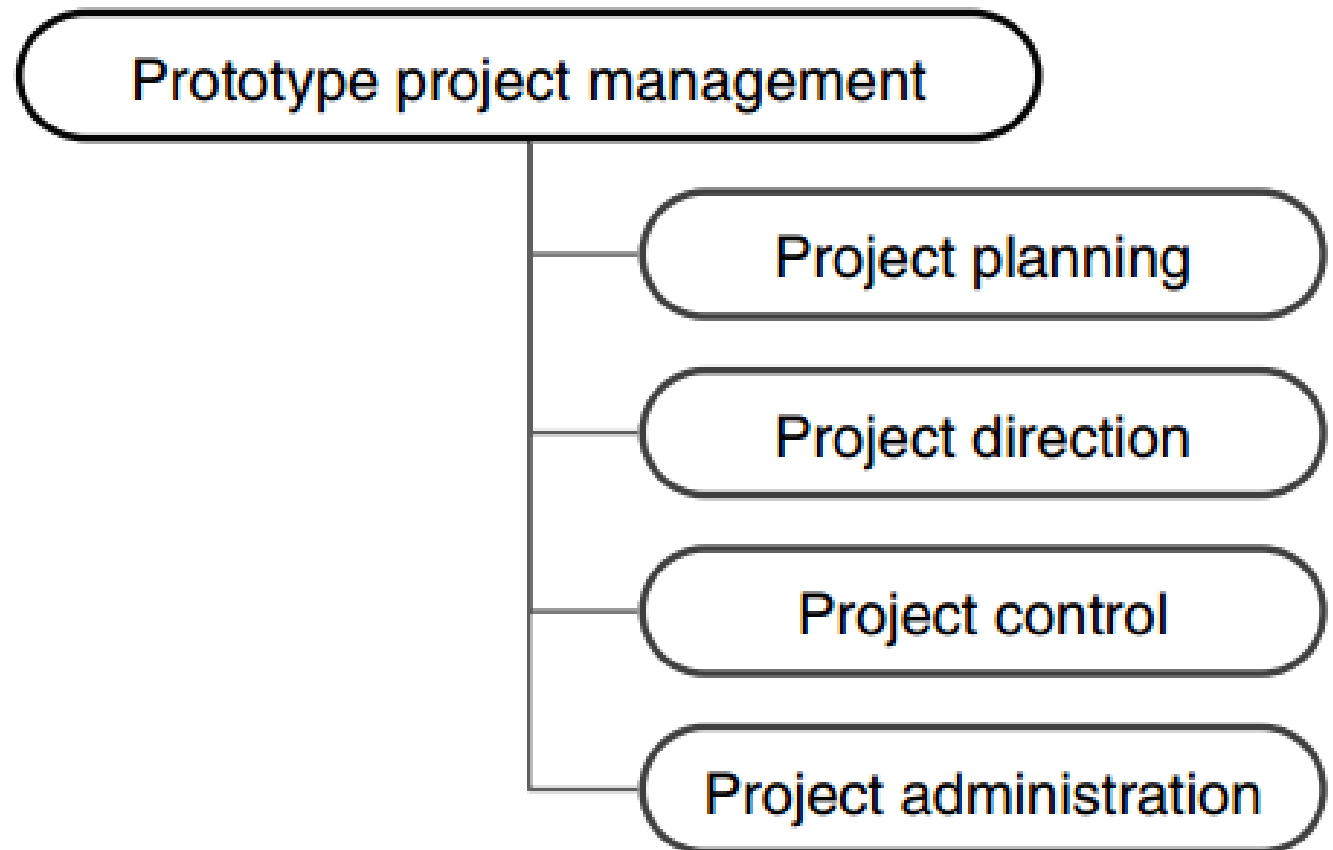 Prototype project management
Project planning
Project direction
Project control
Project administration